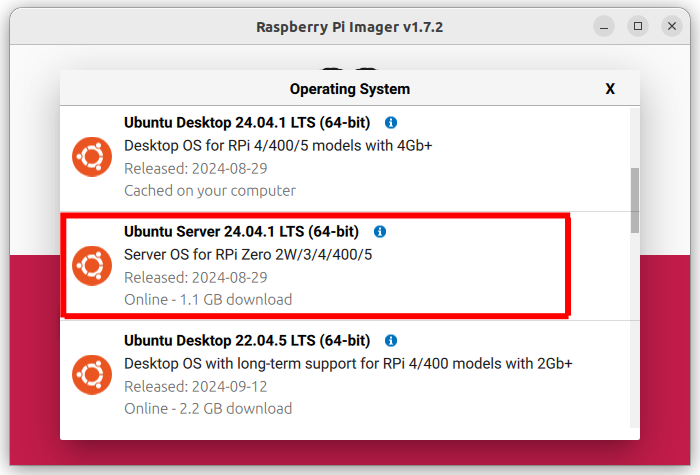 Raspberry Pi Imager v1.7.2
Operating System
X
Ubuntu Desktop 24.04.1 LTS (64-bit)
Desktop OS for RPi 4/400/5 models with 4Gb+
Released: 2024-08-29
Cached on your computer
Ubuntu Server 24.04.1 LTS (64-bit)
Server OS for RPi Zero 2W/3/4/400/5
Released: 2024-08-29
Online - 1.1 GB download
Ubuntu Desktop 22.04.5 LTS (64-bit)
Desktop OS with long-term support for RPi 4/400 models with 2Gb+
Released: 2024-09-12
Online - 2.2 GB download